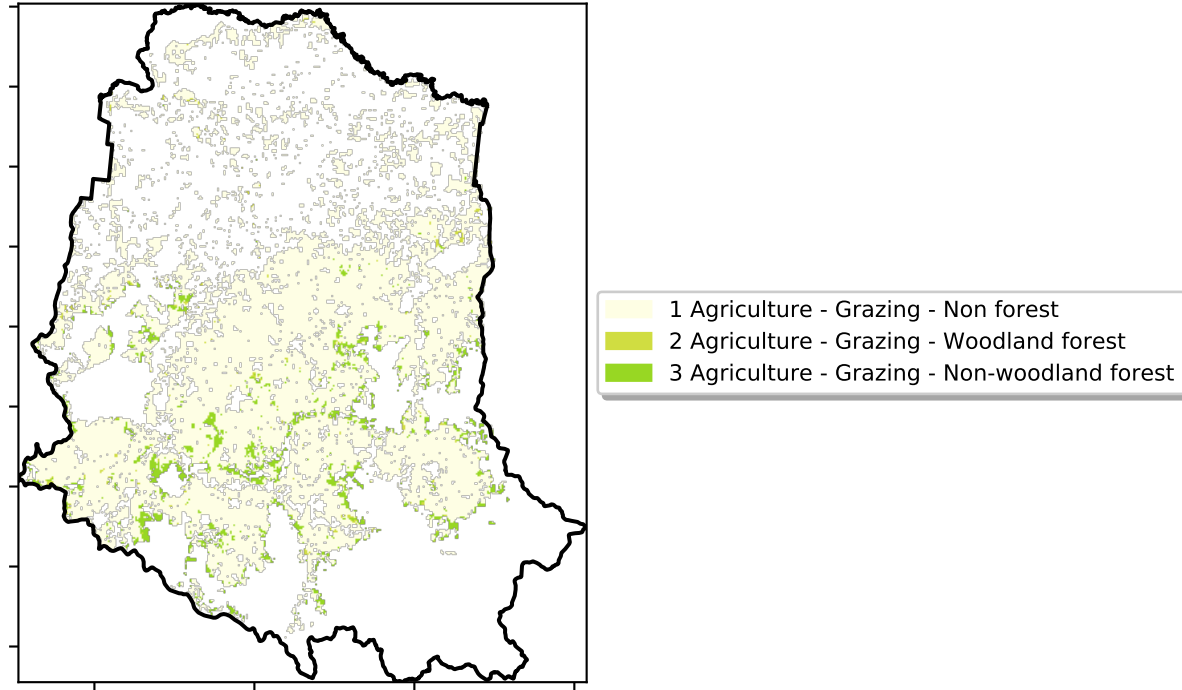 1 Agriculture - Grazing - Non forest
2 Agriculture - Grazing - Woodland forest
3 Agriculture - Grazing - Non-woodland forest